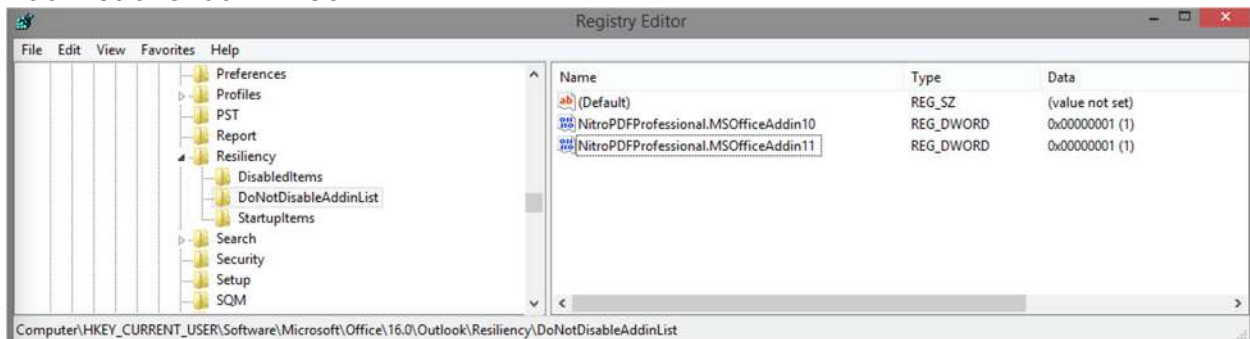 Registry Editor
File Edit View Favorites Help
Preferences
Profiles
PST
Report
Resiliency
DisabledItems
DoNotDisableAddinList
StartupItems
Search
Security
Setup
SQM
Name Type Data
(Default) REG_SZ (value not set)
NitroPDFProfessional.MSOfficeAddin10 REG_DWORD 0x00000001 (1)
NitroPDFProfessional.MSOfficeAddin11 REG_DWORD 0x00000001 (1)
Computer\HKEY_CURRENT_USER\Software\Microsoft\Office\16.0\Outlook\Resiliency\DoNotDisableAddinList